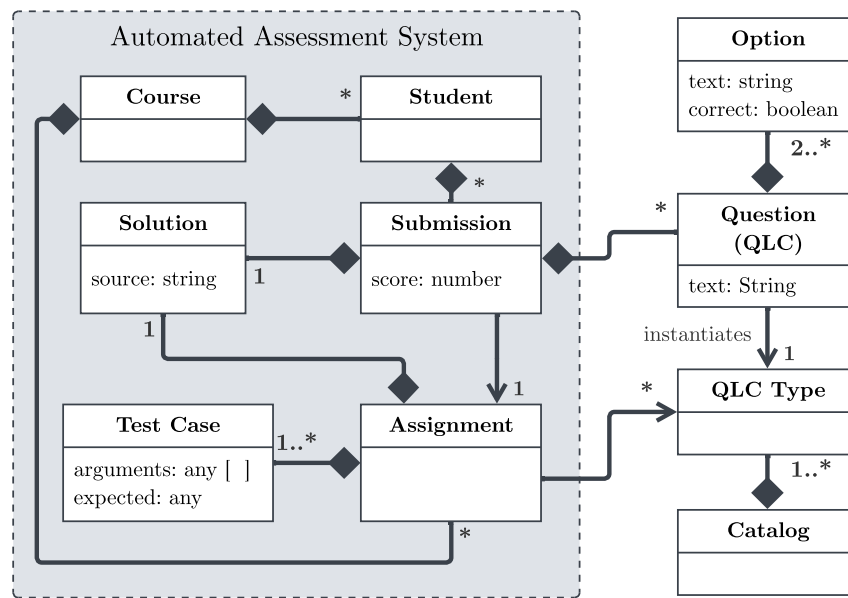 Automated Assessment System
Course
*
Student
*
Solution
source: string
1
1
Submission
score: number
1
Test Case
arguments: any [ ]
expected: any
1..*
Assignment
*
Option
text: string
correct: boolean
2..*
*
Question
(QLC)
text: String
instantiates
1
*
QLC Type
1..*
Catalog